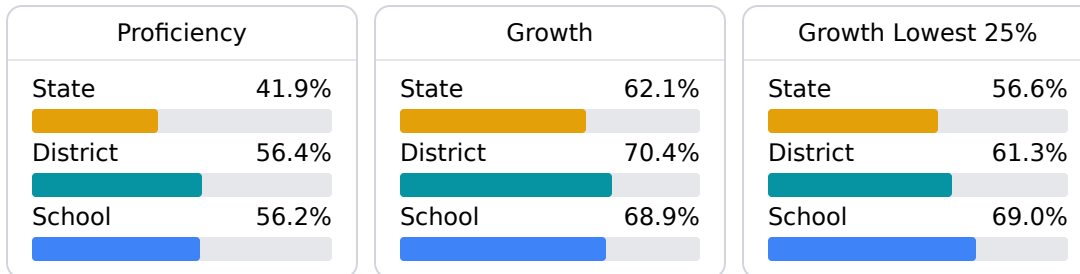 Proficiency
State 41.9%
District 56.4%
School 56.2%
Growth
State 62.1%
District 70.4%
School 68.9%
Growth Lowest 25%
State 56.6%
District 61.3%
School 69.0%